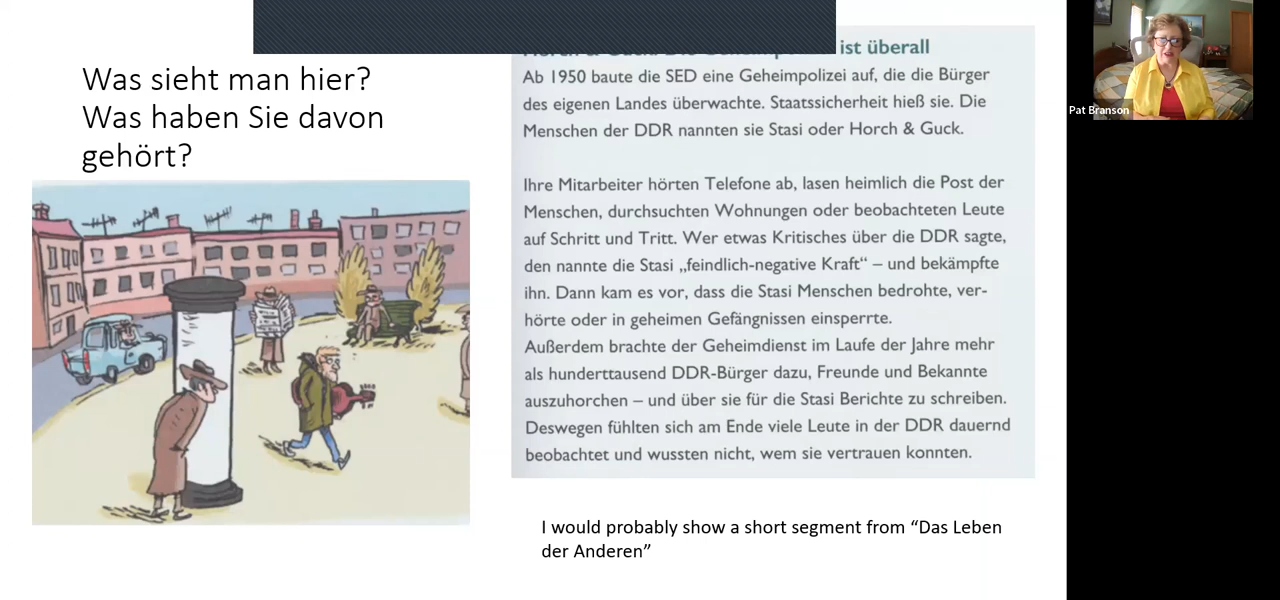 Was sieht man hier?
Was haben Sie davon
gehört?
ist überall
Ab 1950 baute die SED eine Geheimpolizei auf, die die Bürger
des eigenen Landes überwachte. Staatssicherheit hieß sie. Die
Menschen der DDR nannten sie Stasi oder Horch & Guck.
Ihre Mitarbeiter hörten Telefone ab, lasen heimlich die Post der
Menschen, durchsuchten Wohnungen oder beobachteten Leute
auf Schritt und Tritt. Wer etwas Kritisches über die DDR sagte,
den nannte die Stasi „feindlich-negative Kraft“ – und bekämpfte
ihn. Dann kam es vor, dass die Stasi Menschen bedrohte, ver-
hörte oder in geheimen Gefängnissen einsperrte.
Außerdem brachte der Geheimdienst im Laufe der Jahre mehr
als hunderttausend DDR-Bürger dazu, Freunde und Bekannte
auszuhorchen – und über sie für die Stasi Berichte zu schreiben.
Deswegen fühlten sich am Ende viele Leute in der DDR dauernd
beobachtet und wussten nicht, wem sie vertrauen konnten.
I would probably show a short segment from “Das Leben
der Anderen”
Pat Branson